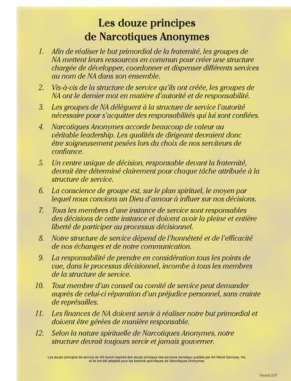 Les douze principes
de Narcotiques Anonymes
1. Afin de réaliser le but primordial de la fraternité, les groupes de
NA mettent leurs ressources en commun pour créer une structure
chargée de développer, coordonner et dispenser différents services
au nom de NA dans son ensemble.
2. Vis-à-vis de la structure de service qu'ils ont créée, les groupes de
NA ont le dernier mot en matière d'autorité et de responsabilité.
3. Les groupes de NA délèguent à la structure de service l'autorité
nécessaire pour s'acquitter des responsabilités qui lui sont confiées.
4. Narcotiques Anonymes accorde beaucoup de valeur au
véritable leadership. Les qualités de dirigeant devraient donc
être soigneusement pesées lors du choix de nos serviteurs de
confiance.
5. Un centre unique de décision, responsable devant la fraternité,
devrait être déterminé clairement pour chaque tâche attribuée à la
structure de service.
6. La conscience de groupe est, sur le plan spirituel, le moyen par
lequel nous convions un Dieu d'amour à influer sur nos décisions.
7. Tous les membres d'une instance de service sont responsables
des décisions de cette instance et doivent avoir la pleine et entière
liberté de participer au processus décisionnel.
8. Notre structure de service dépend de l'honnêteté et de l'efficacité
de nos échanges et de notre communication.
9. La responsabilité de prendre en considération tous les points de
vue, dans le processus décisionnel, incombe à tous les membres
de la structure de service.
10. Tout membre d'un conseil ou comité de service peut demander
auprès de celui-ci réparation d'un préjudice personnel, sans crainte
de représailles.
11. Les finances de NA doivent servir à réaliser notre but primordial et
doivent être gérées de manière responsable.
12. Selon la nature spirituelle de Narcotiques Anonymes, notre
structure devrait toujours servir et jamais gouverner.